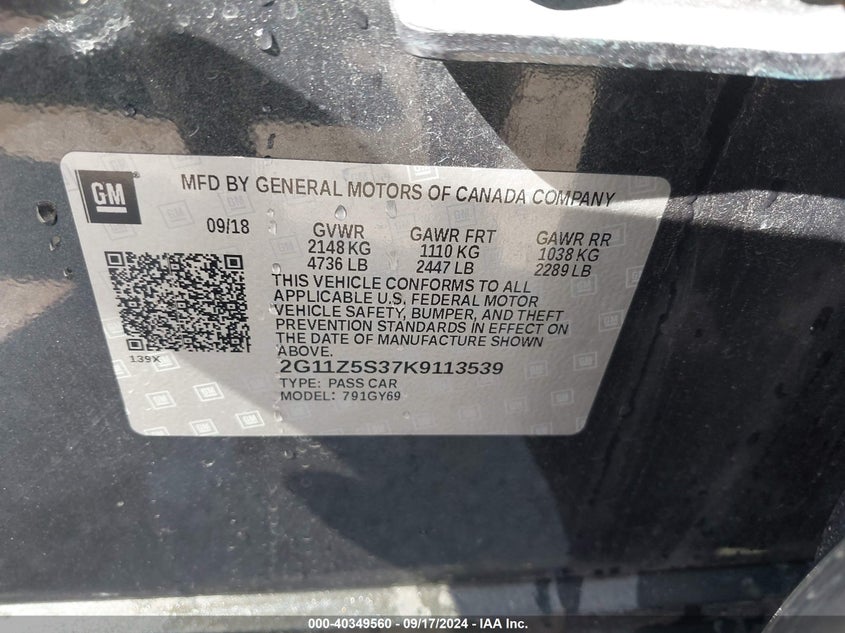 GM
MFD BY GENERAL MOTORS OF CANADA COMPANY
09/18
GVWR GAWR FRT GAWR RR
2148 KG 1110 KG 1038 KG
4736 LB 2447 LB 2289 LB
THIS VEHICLE CONFORMS TO ALL
APPLICABLE U.S. FEDERAL MOTOR
VEHICLE SAFETY, BUMPER, AND THEFT
PREVENTION STANDARDS IN EFFECT ON
THE DATE OF MANUFACTURE SHOWN
ABOVE.
139X
2G11Z5S37K9113539
TYPE: PASS CAR
MODEL: 791GY69
000-40349560 - 09/17/2024 - IAA Inc.